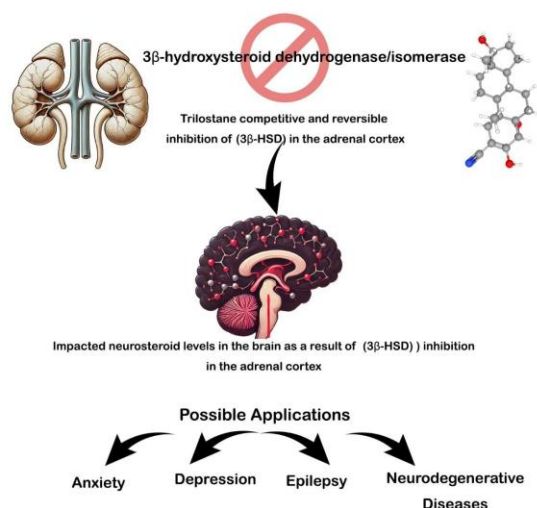 3β-hydroxysteroid dehydrogenase/isomerase
Trilostane competitive and reversible
inhibition of (3β-HSD) in the adrenal cortex
Impacted neurosteroid levels in the brain as a result of (3β-HSD) ) inhibition
in the adrenal cortex
Possible Applications
Anxiety
Depression
Epilepsy
Neurodegenerative
Diseases